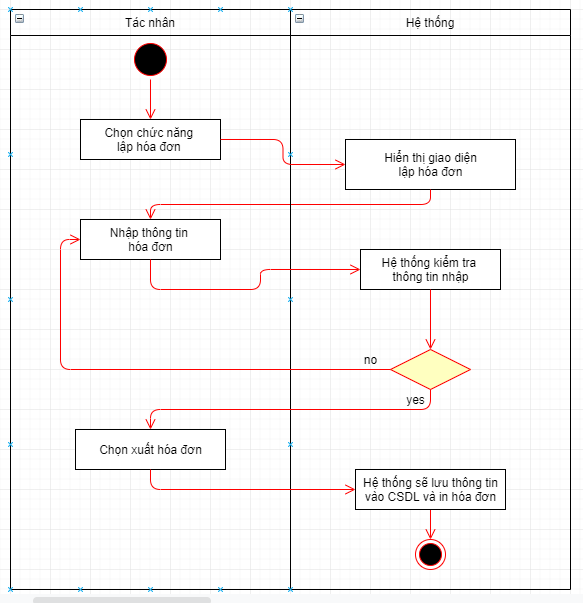 Tác nhân
Hệ thống
Chọn chức năng
lập hóa đơn
Hiển thị giao diện
lập hóa đơn
Nhập thông tin
hóa đơn
Hệ thống kiểm tra
thông tin nhập
no
yes
Chọn xuất hóa đơn
Hệ thống sẽ lưu thông tin
vào CSDL và in hóa đơn